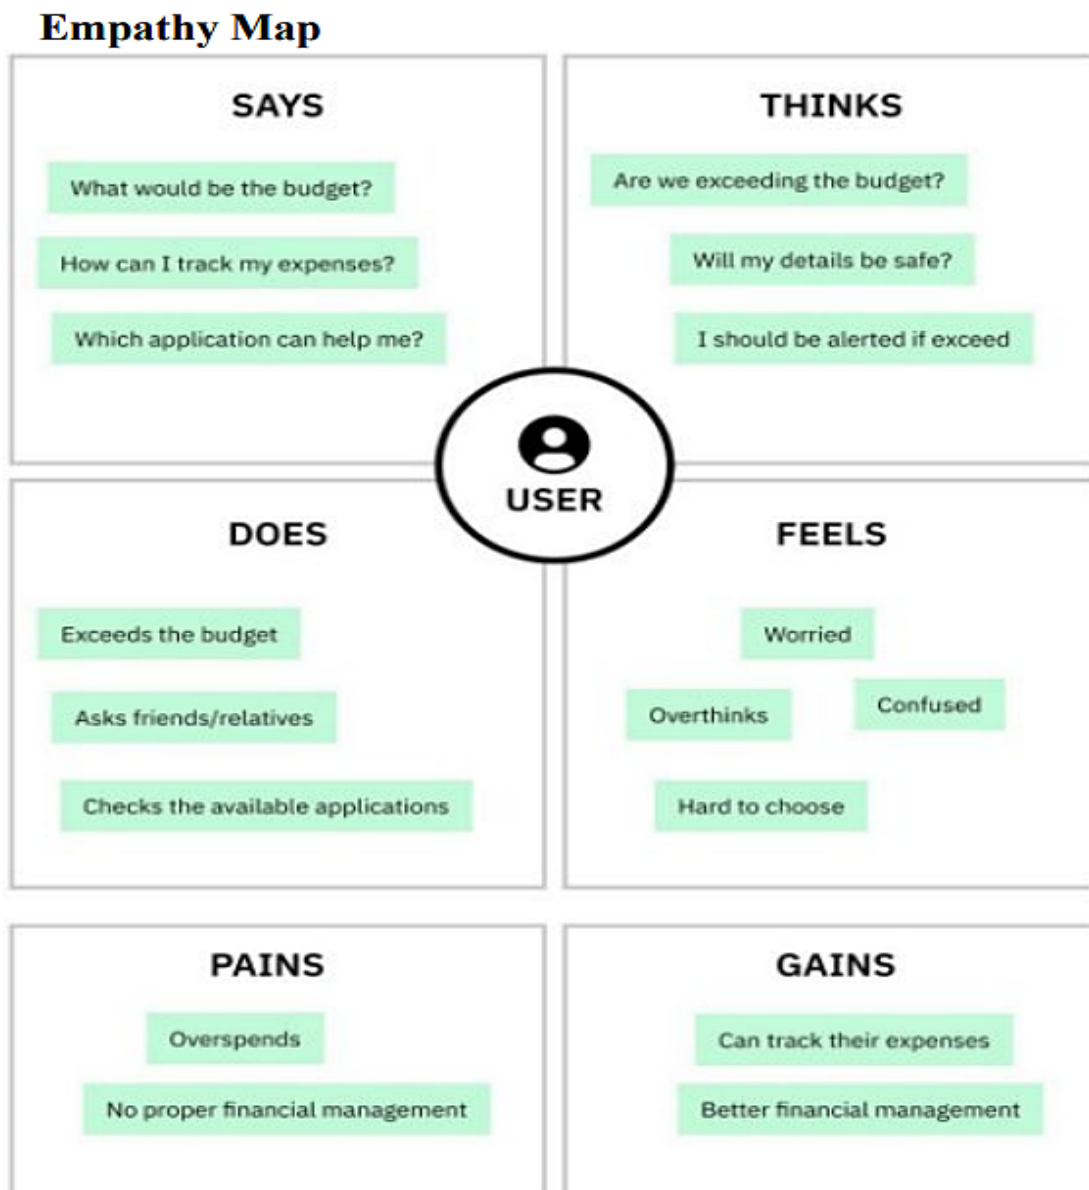 Empathy Map
SAYS
What would be the budget?
How can I track my expenses?
Which application can help me?
THINKS
Are we exceeding the budget?
Will my details be safe?
I should be alerted if exceed
USER
DOES
Exceeds the budget
Asks friends/relatives
Checks the available applications
FEELS
Worried
Overthinks
Confused
Hard to choose
PAINS
Overspends
No proper financial management
GAINS
Can track their expenses
Better financial management